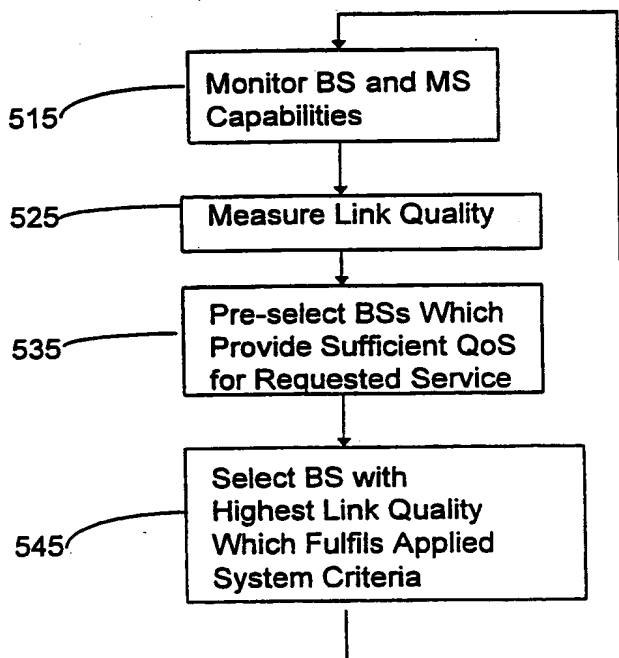 515
Monitor BS and MS
Capabilities
525
Measure Link Quality
535
Pre-select BSs Which
Provide Sufficient QoS
for Requested Service
545
Select BS with
Highest Link Quality
Which Fulfils Applied
System Criteria